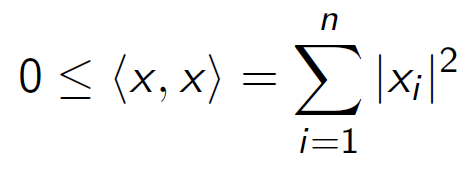 0 ≤ ⟨x, x⟩ = ∑_{i=1}^{n} |x_i|^2